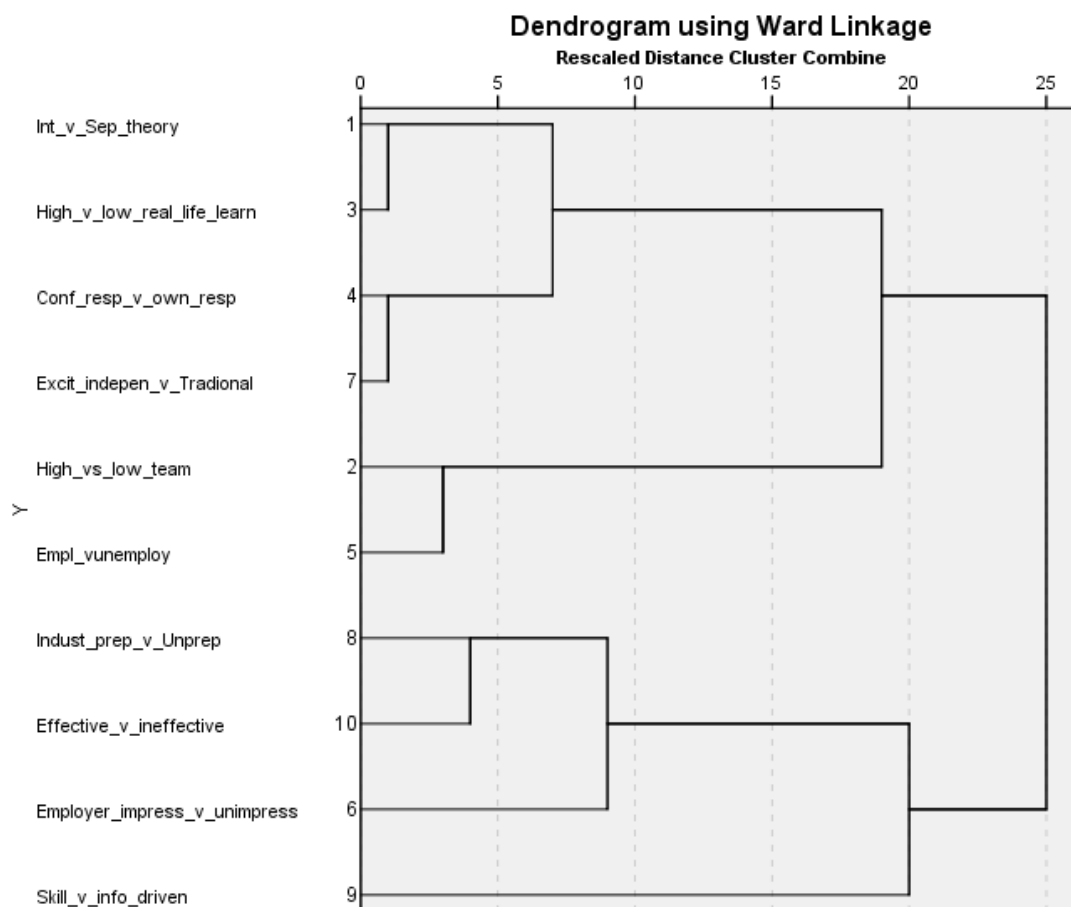 Dendrogram using Ward Linkage
Rescaled Distance Cluster Combine
0 5 10 15 20 25
Int_v_Sep_theory 1
High_v_low_real_life_learn 3
Conf_resp_v_own_resp 4
Excit_indepen_v_Tradional 7
High_vs_low_team 2
Y
Empl_vunemploy 5
Indust_prep_v_Unprep 8
Effective_v_ineffective 10
Employer_impress_v_unimpress 6
Skill_v_info_driven 9